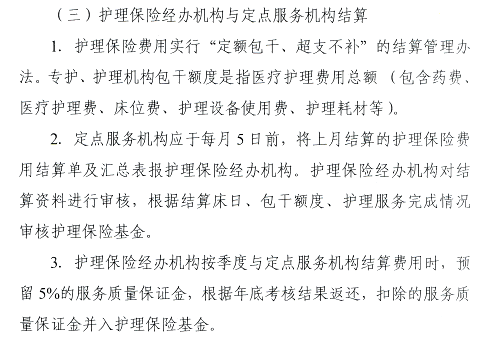 （三）护理保险经办机构与定点服务机构结算
1. 护理保险费用实行“定额包干、超支不补”的结算管理办
法。专护、护理机构包干额度是指医疗护理费用总额 （包含药费、
医疗护理费、床位费、护理设备使用费、护理耗材等）。
2. 定点服务机构应于每月 5 日前，将上月结算的护理保险费
用结算单及汇总表报护理保险经办机构。护理保险经办机构对结
算资料进行审核，根据结算床日、包干额度、护理服务完成情况
审核护理保险基金。
3. 护理保险经办机构按季度与定点服务机构结算费用时，预
留 5%的服务质量保证金，根据年底考核结果返还，扣除的服务质
量保证金并入护理保险基金。